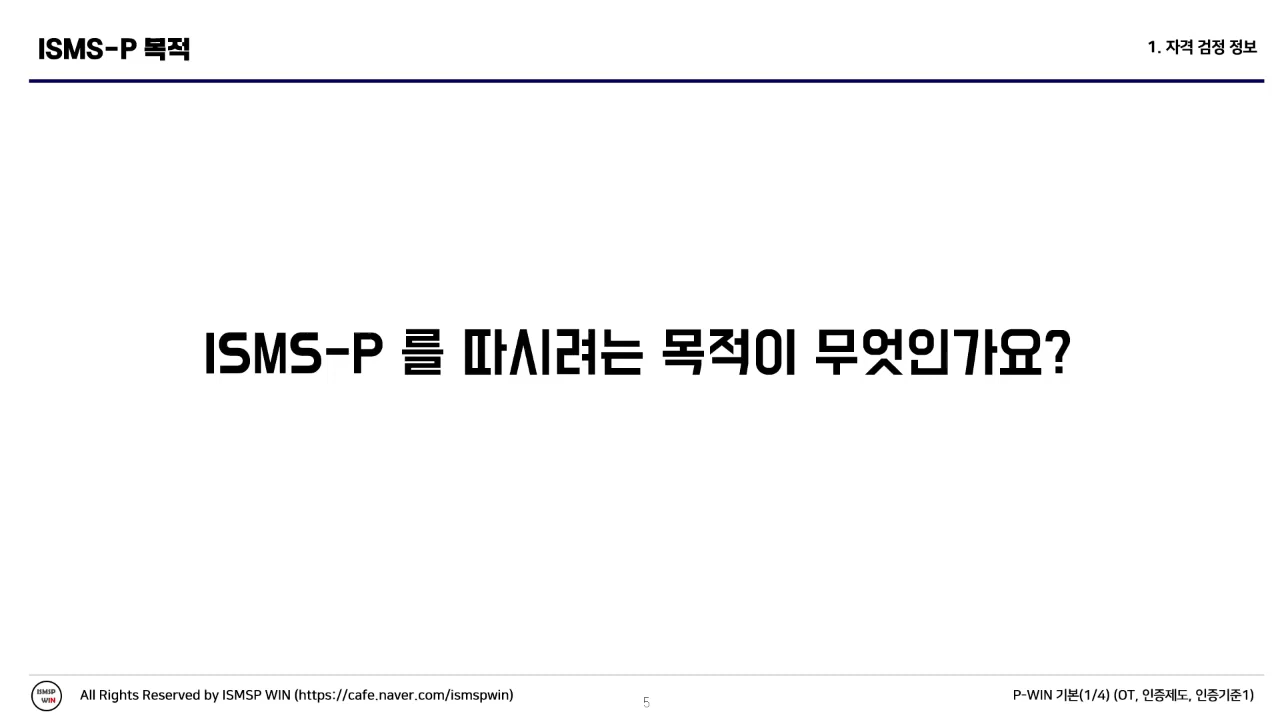 ISMS-P 목적
1. 자격 검정 정보
ISMS-P 를 따시려는 목적이 무엇인가요?
ISMSP
WIN
All Rights Reserved by ISMSP WIN (https://cafe.naver.com/ismspwin)
5
P-WIN 기본(1/4) (OT, 인증제도, 인증기준1)